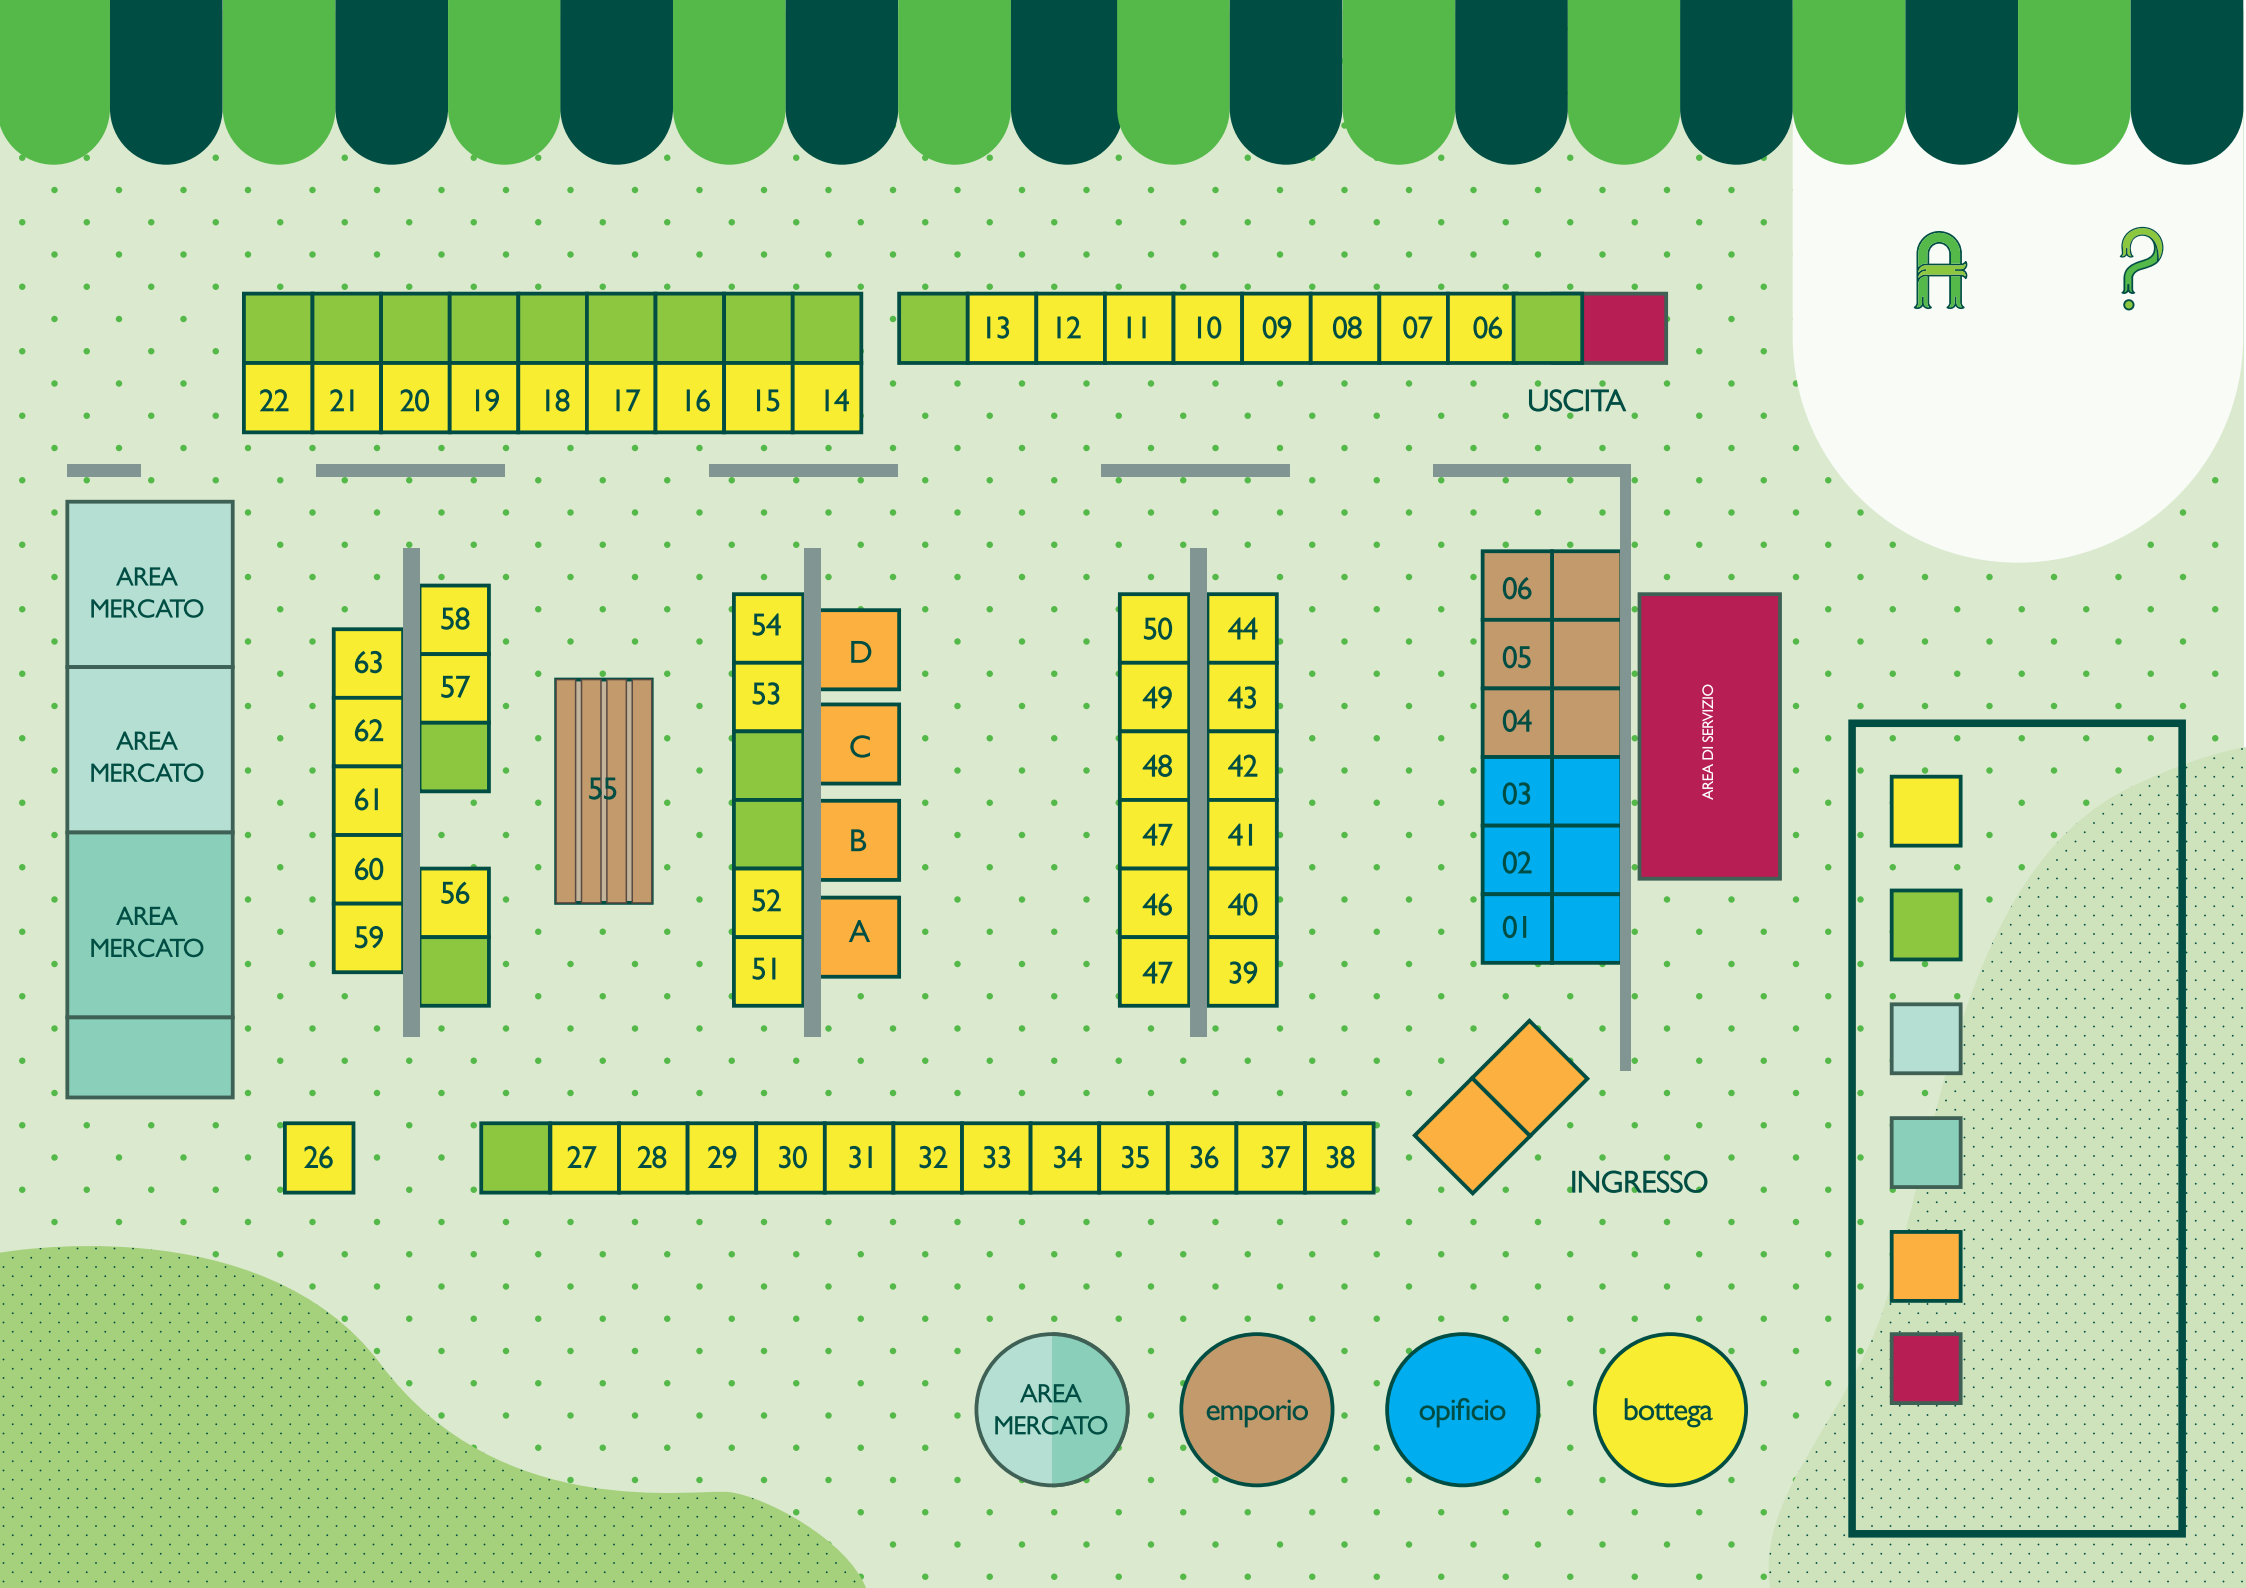 A ?
13 12 11 10 09 08 07 06
22 21 20 19 18 17 16 15 14
USCITA
AREA
MERCATO
AREA
MERCATO
AREA
MERCATO
63
62
61
60
59
58
57
56
55
54
53
52
51
D
C
B
A
50
49
48
47
46
47
44
43
42
41
40
39
06
05
04
03
02
01
AREA DI SERVIZIO
26
27 28 29 30 31 32 33 34 35 36 37 38
INGRESSO
AREA
MERCATO
emporio
opificio
bottega